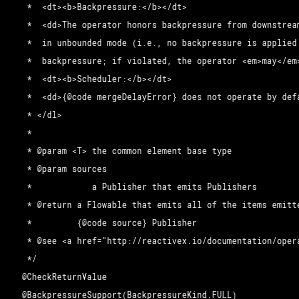 *  <dt><b>Backpressure:</b></dt>
*  <dd>The operator honors backpressure from downstream
*  in unbounded mode (i.e., no backpressure is applied
*  backpressure; if violated, the operator <em>may</em>
*  <dt><b>Scheduler:</b></dt>
*  <dd>{@code mergeDelayError} does not operate by defa
* </dl>
*
* @param <T> the common element base type
* @param sources
*            a Publisher that emits Publishers
* @return a Flowable that emits all of the items emitte
*         {@code source} Publisher
* @see <a href="http://reactivex.io/documentation/opera
*/
@CheckReturnValue
@BackpressureSupport(BackpressureKind.FULL)